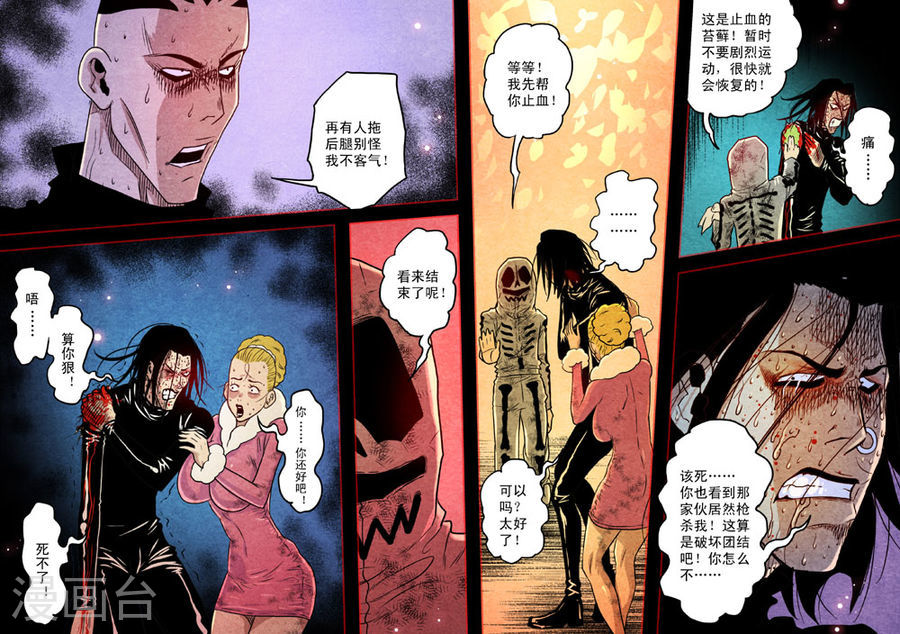 再有人拖
后腿别怪
我不客气！
唔
……
算你狠！
你……
你还好吧！
死不了！
看来结
束了呢！
等等！
我先帮
你止血！
……
……
可以
吗？
太好
了！
这是止血的
苔藓！暂时
不要剧烈运
动，很快就
会恢复的！
痛
……
该死……
你也看到那
家伙居然枪
杀我！这算
是破坏团结
吧！你怎么
不……
漫画台